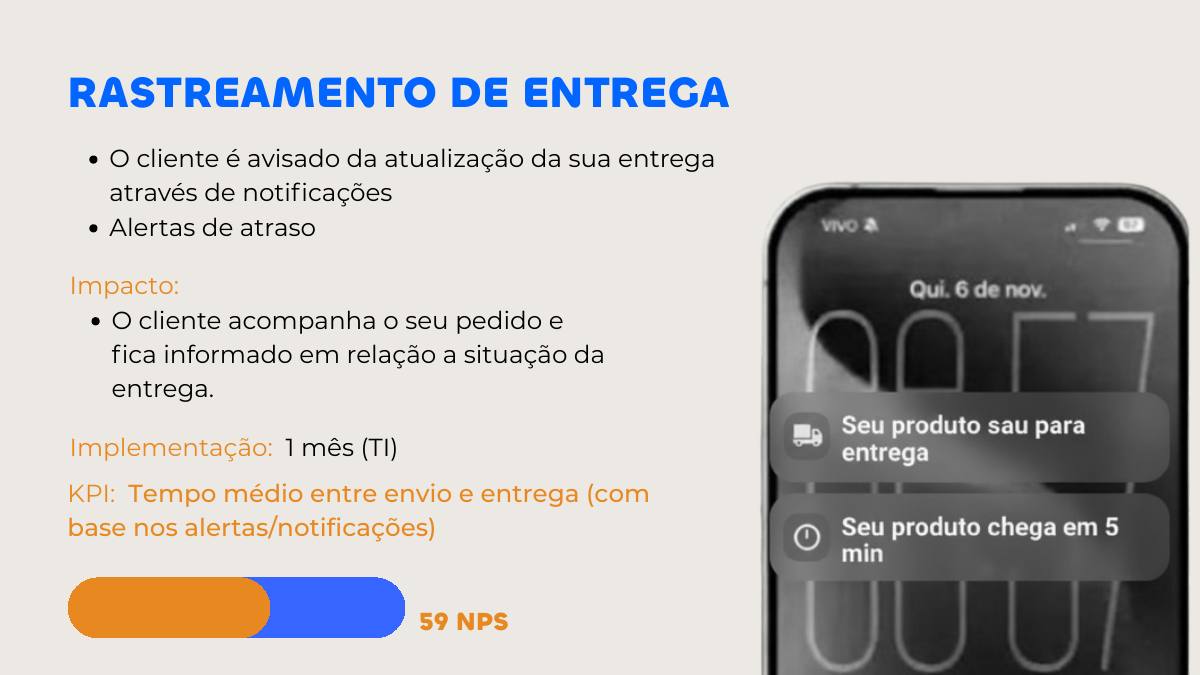 RASTREAMENTO DE ENTREGA
• O cliente é avisado da atualização da sua entrega
através de notificações
• Alertas de atraso
Impacto:
• O cliente acompanha o seu pedido e
fica informado em relação a situação da
entrega.
Implementação: 1 mês (TI)
KPI: Tempo médio entre envio e entrega (com
base nos alertas/notificações)
59 NPS
VIVO
Qui. 6 de nov.
Seu produto sau para
entrega
Seu produto chega em 5
min